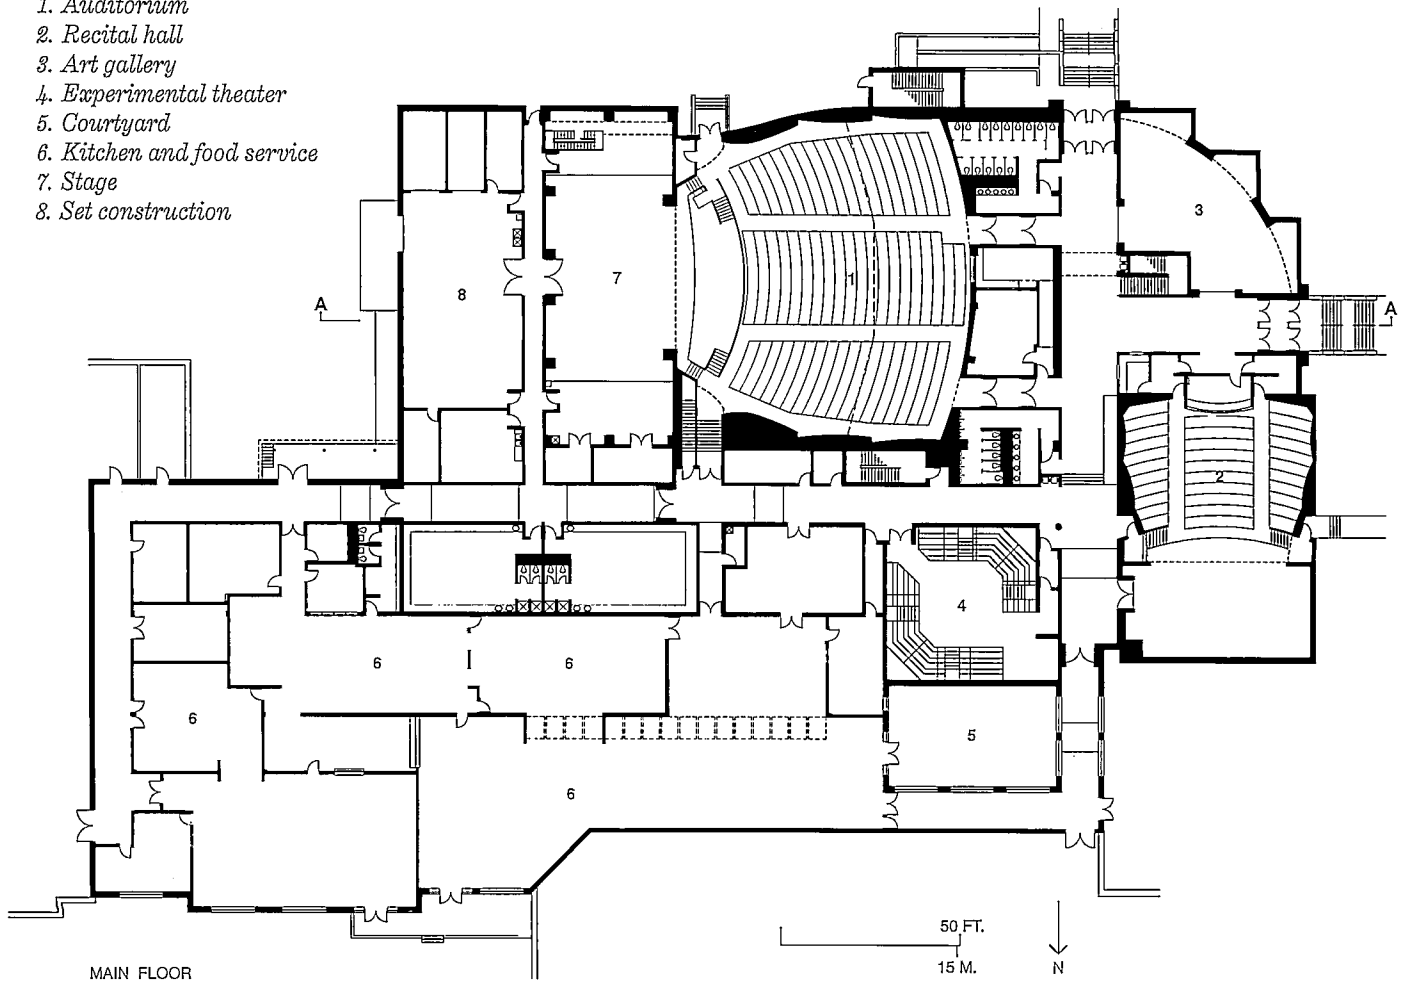 1. Auditorium
2. Recital hall
3. Art gallery
4. Experimental theater
5. Courtyard
6. Kitchen and food service
7. Stage
8. Set construction
3
1
7
8
A
A
2
4
6
6
6
5
6
50 FT.
15 M.
N
MAIN FLOOR